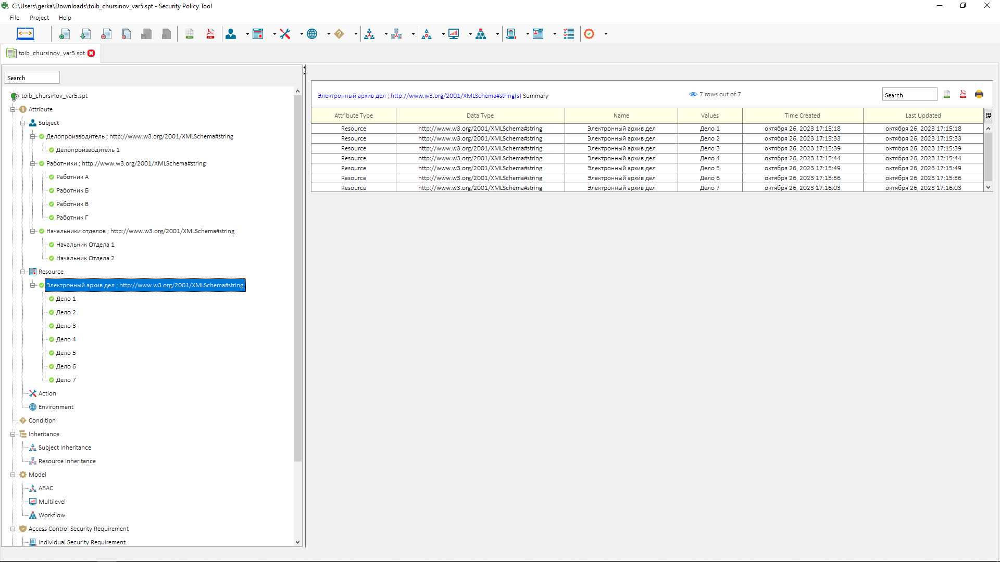 C:\Users\gerka\Downloads\toib_chursinov_var5.spt - Security Policy Tool
File Project Help
toib_chursinov_var5.spt
Search
toib_chursinov_var5.spt
Attribute
Subject
Делопроизводитель ; http://www.w3.org/2001/XMLSchema#string
Делопроизводитель 1
Работники ; http://www.w3.org/2001/XMLSchema#string
Работник А
Работник Б
Работник В
Работник Г
Начальники отделов ; http://www.w3.org/2001/XMLSchema#string
Начальник Отдела 1
Начальник Отдела 2
Resource
Электронный архив дел ; http://www.w3.org/2001/XMLSchema#string
Дело 1
Дело 2
Дело 3
Дело 4
Дело 5
Дело 6
Дело 7
Action
Environment
Condition
Inheritance
Subject Inheritance
Resource Inheritance
Model
ABAC
Multilevel
Workflow
Access Control Security Requirement
Individual Security Requirement
Электронный архив дел ; http://www.w3.org/2001/XMLSchema#string(s) Summary
7 rows out of 7
Search
Attribute Type Data Type Name Values Time Created Last Updated
Resource http://www.w3.org/2001/XMLSchema#string Электронный архив дел Дело 1 октября 26, 2023 17:15:18 октября 26, 2023 17:15:18
Resource http://www.w3.org/2001/XMLSchema#string Электронный архив дел Дело 2 октября 26, 2023 17:15:33 октября 26, 2023 17:15:33
Resource http://www.w3.org/2001/XMLSchema#string Электронный архив дел Дело 3 октября 26, 2023 17:15:39 октября 26, 2023 17:15:39
Resource http://www.w3.org/2001/XMLSchema#string Электронный архив дел Дело 4 октября 26, 2023 17:15:44 октября 26, 2023 17:15:44
Resource http://www.w3.org/2001/XMLSchema#string Электронный архив дел Дело 5 октября 26, 2023 17:15:49 октября 26, 2023 17:15:49
Resource http://www.w3.org/2001/XMLSchema#string Электронный архив дел Дело 6 октября 26, 2023 17:15:56 октября 26, 2023 17:15:56
Resource http://www.w3.org/2001/XMLSchema#string Электронный архив дел Дело 7 октября 26, 2023 17:16:03 октября 26, 2023 17:16:03